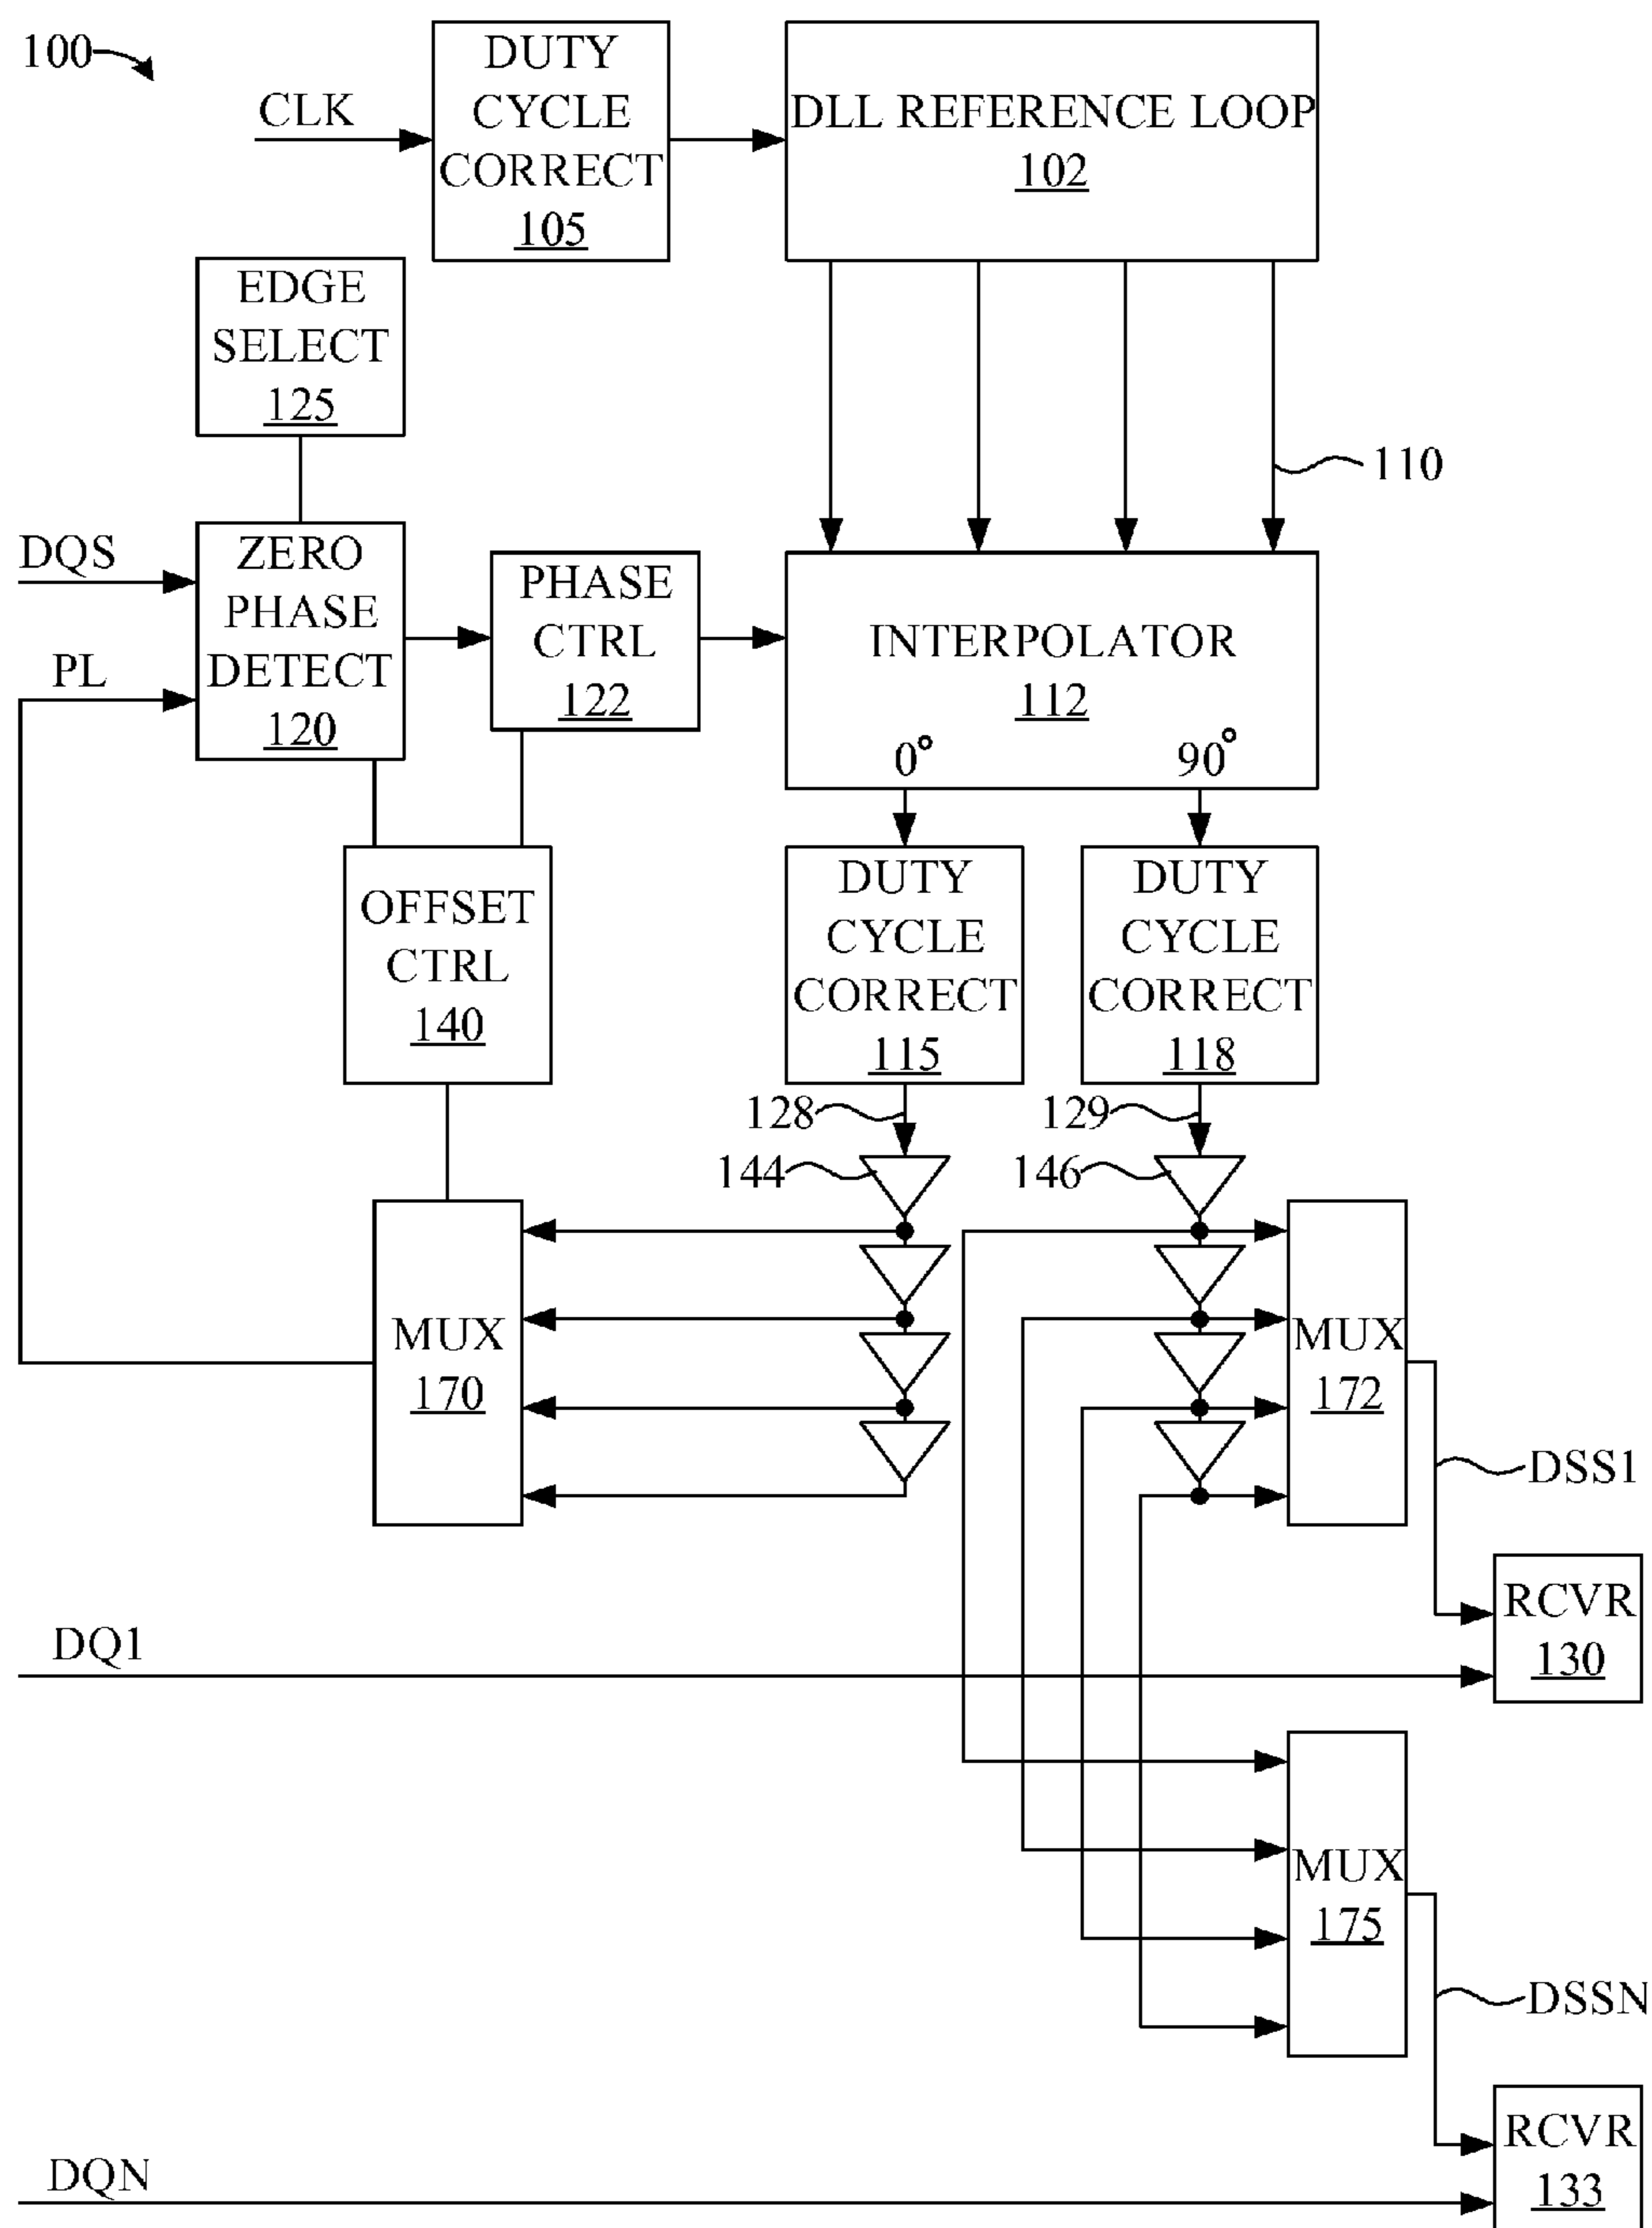 100
CLK
DUTY
CYCLE
CORRECT
105
DLL REFERENCE LOOP
102
EDGE
SELECT
125
110
DQS
PL
ZERO
PHASE
DETECT
120
PHASE
CTRL
122
INTERPOLATOR
112
0°
90°
OFFSET
CTRL
140
DUTY
CYCLE
CORRECT
115
DUTY
CYCLE
CORRECT
118
128
129
144
146
MUX
170
MUX
172
DSS1
RCVR
130
DQ1
MUX
175
DSSN
RCVR
133
DQN